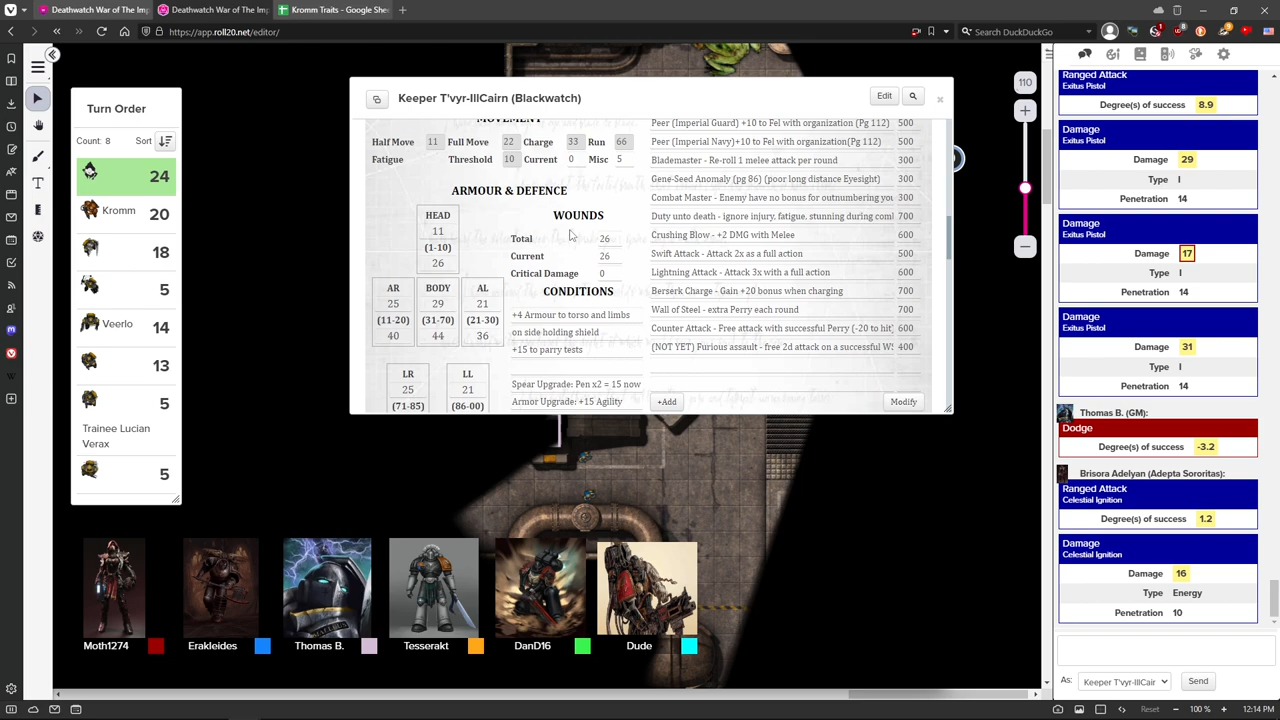 Deathwatch War of The Imp
Deathwatch War of The Imp
Kromm Traits - Google She
https://app.roll20.net/editor/
Search DuckDuckGo
Turn Order
Count: 8
Sort
24
Kromm 20
18
5
Veerlo 14
13
5
Trainee Lucian
Verax
5
Keeper T'vyr-IllCairn (Blackwatch)
Edit
MOVEMENT
Half Move 11 Full Move 22 Charge 33 Run 66
Fatigue Threshold 10 Current 0 Misc 5
ARMOUR & DEFENCE
HEAD
11
(1-10)
26
AR
25
(11-20)
40
BODY
29
(31-70)
44
AL
21
(21-30)
36
LR
25
(71-85)
LL
21
(86-00)
WOUNDS
Total 26
Current 26
Critical Damage 0
CONDITIONS
+4 Armour to torso and limbs
on side holding shield
+15 to parry tests
Spear Upgrade: Pen x2 = 15 now
Armor Upgrade: +15 Agility
Peer (Imperial Guard) +10 to Fel with organization (Pg 112) 500
Peer (Imperial Navy)+10 to Fel with organization(Pg 112) 500
Blademaster - Re-roll 1 melee attack per round 300
Gene-Seed Anomaly (pg 86) (poor long distance Eyesight) 300
Combat Master - Enemy have no bonus for outnumbering you 300
Duty unto death - ignore injury, fatigue, stunning during com 700
Crushing Blow - +2 DMG with Melee 600
Swift Attack - Attack 2x as a full action 500
Lightning Attack - Attack 3x with a full action 600
Berserk Charge - Gain +20 bonus when charging 700
Wall of Steel - extra Perry each round 700
Counter Attack - Free attack with successful Perry (-20 to hit) 600
(NOT YET) Furious assault - free 2d attack on a successful WS 400
+Add
Modify
110
Moth1274
Erakleides
Thomas B.
Tesserakt
DanD16
Dude
Ranged Attack
Exitus Pistol
Degree(s) of success 8.9
Damage
Exitus Pistol
Damage 29
Type I
Penetration 14
Damage
Exitus Pistol
Damage 17
Type I
Penetration 14
Damage
Exitus Pistol
Damage 31
Type I
Penetration 14
Thomas B. (GM):
Dodge
Degree(s) of success -3.2
Brisora Adelyan (Adepta Sororitas):
Ranged Attack
Celestial Ignition
Degree(s) of success 1.2
Damage
Celestial Ignition
Damage 16
Type Energy
Penetration 10
As: Keeper T'vyr-IllCair
Send
Reset 100 % 12:14 PM